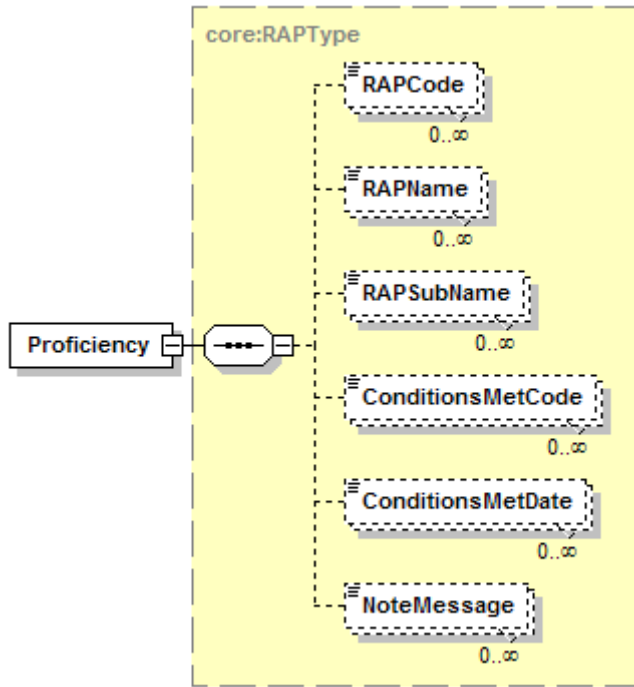 core:RAPType
RAPCode
0..∞
RAPName
0..∞
RAPSubName
0..∞
Proficiency
ConditionsMetCode
0..∞
ConditionsMetDate
0..∞
NoteMessage
0..∞